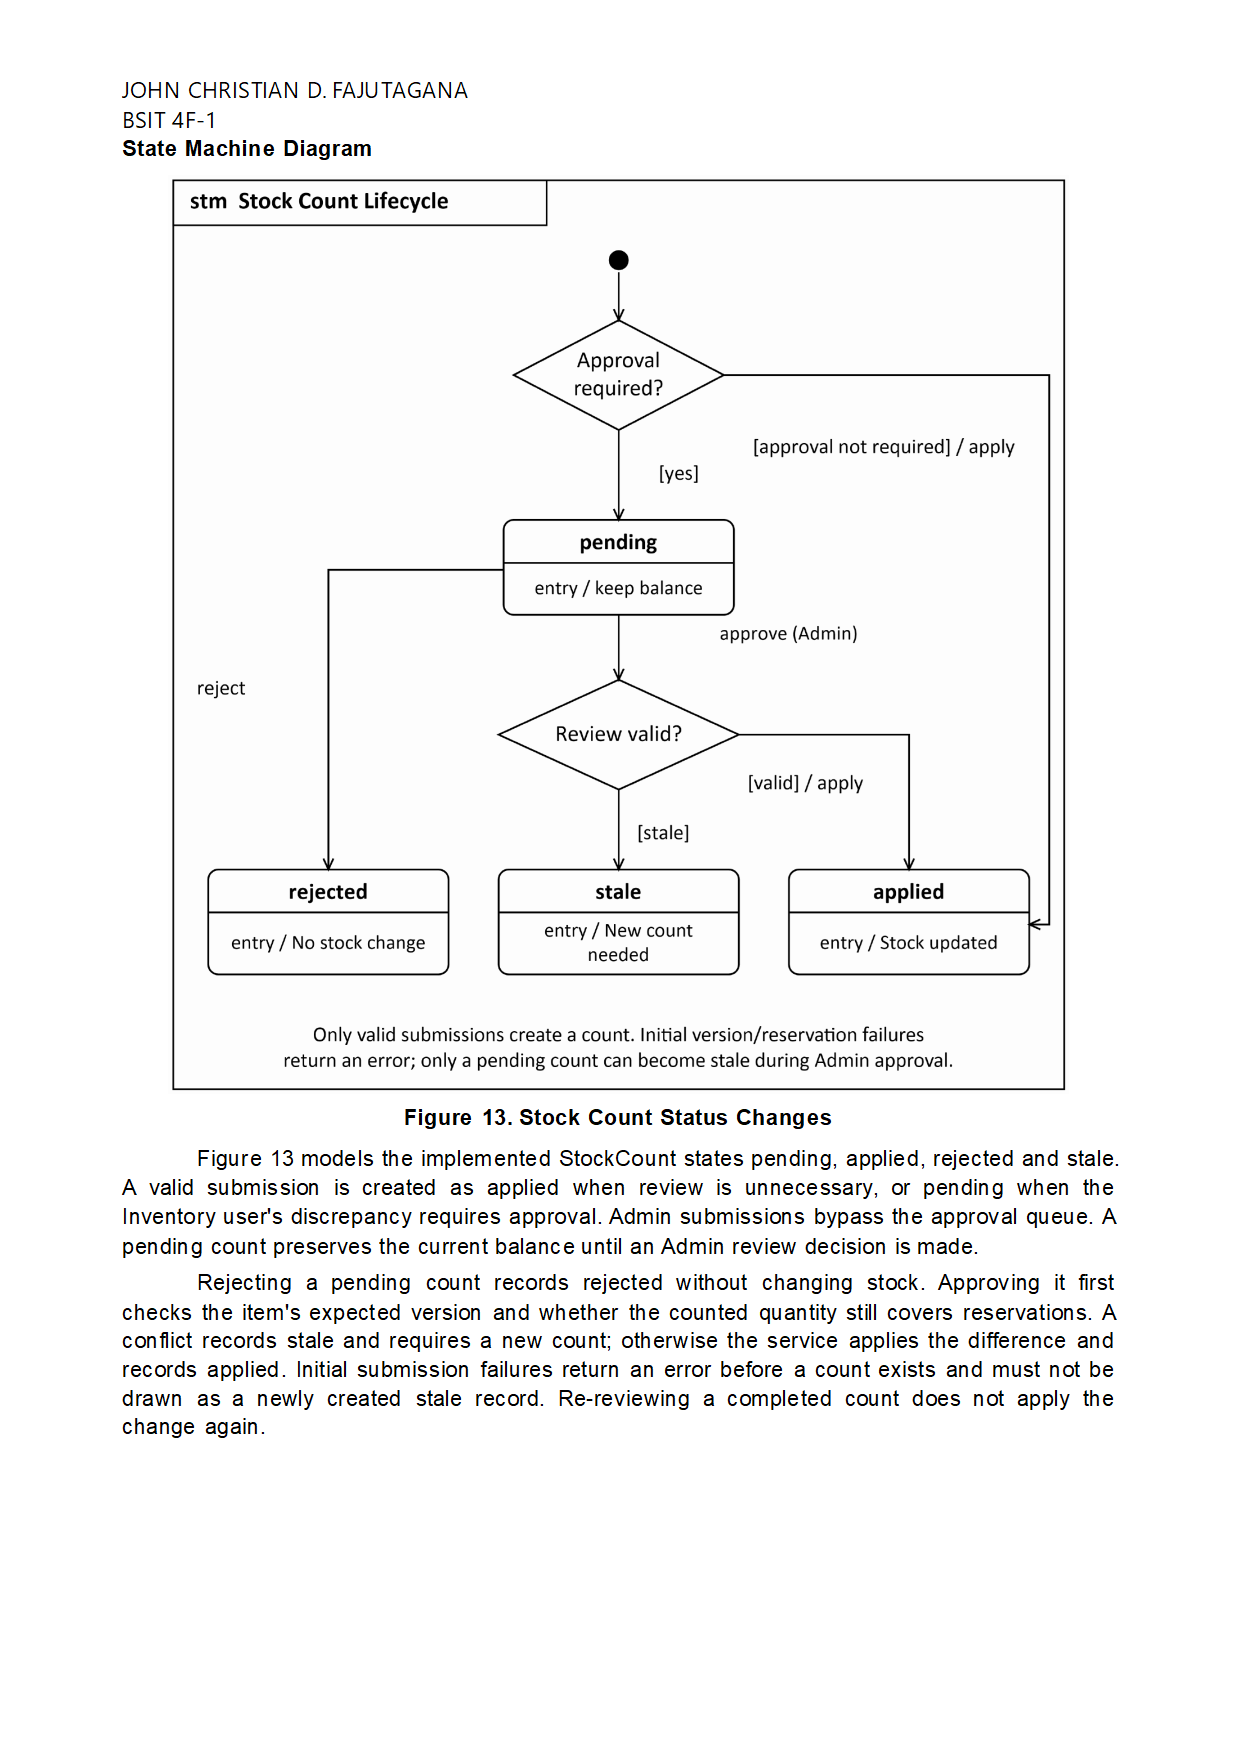 JOHN CHRISTIAN D. FAJUTAGANA
BSIT 4F-1
State Machine Diagram
stm Stock Count Lifecycle
Approval
required?
[approval not required] / apply
[yes]
pending
entry / keep balance
approve (Admin)
reject
Review valid?
[valid] / apply
[stale]
rejected
entry / No stock change
stale
entry / New count
needed
applied
entry / Stock updated
Only valid submissions create a count. Initial version/reservation failures
return an error; only a pending count can become stale during Admin approval.
Figure 13. Stock Count Status Changes
Figure 13 models the implemented StockCount states pending, applied, rejected and stale.
A valid submission is created as applied when review is unnecessary, or pending when the
Inventory user's discrepancy requires approval. Admin submissions bypass the approval queue. A
pending count preserves the current balance until an Admin review decision is made.
Rejecting a pending count records rejected without changing stock. Approving it first
checks the item's expected version and whether the counted quantity still covers reservations. A
conflict records stale and requires a new count; otherwise the service applies the difference and
records applied. Initial submission failures return an error before a count exists and must not be
drawn as a newly created stale record. Re-reviewing a completed count does not apply the
change again.